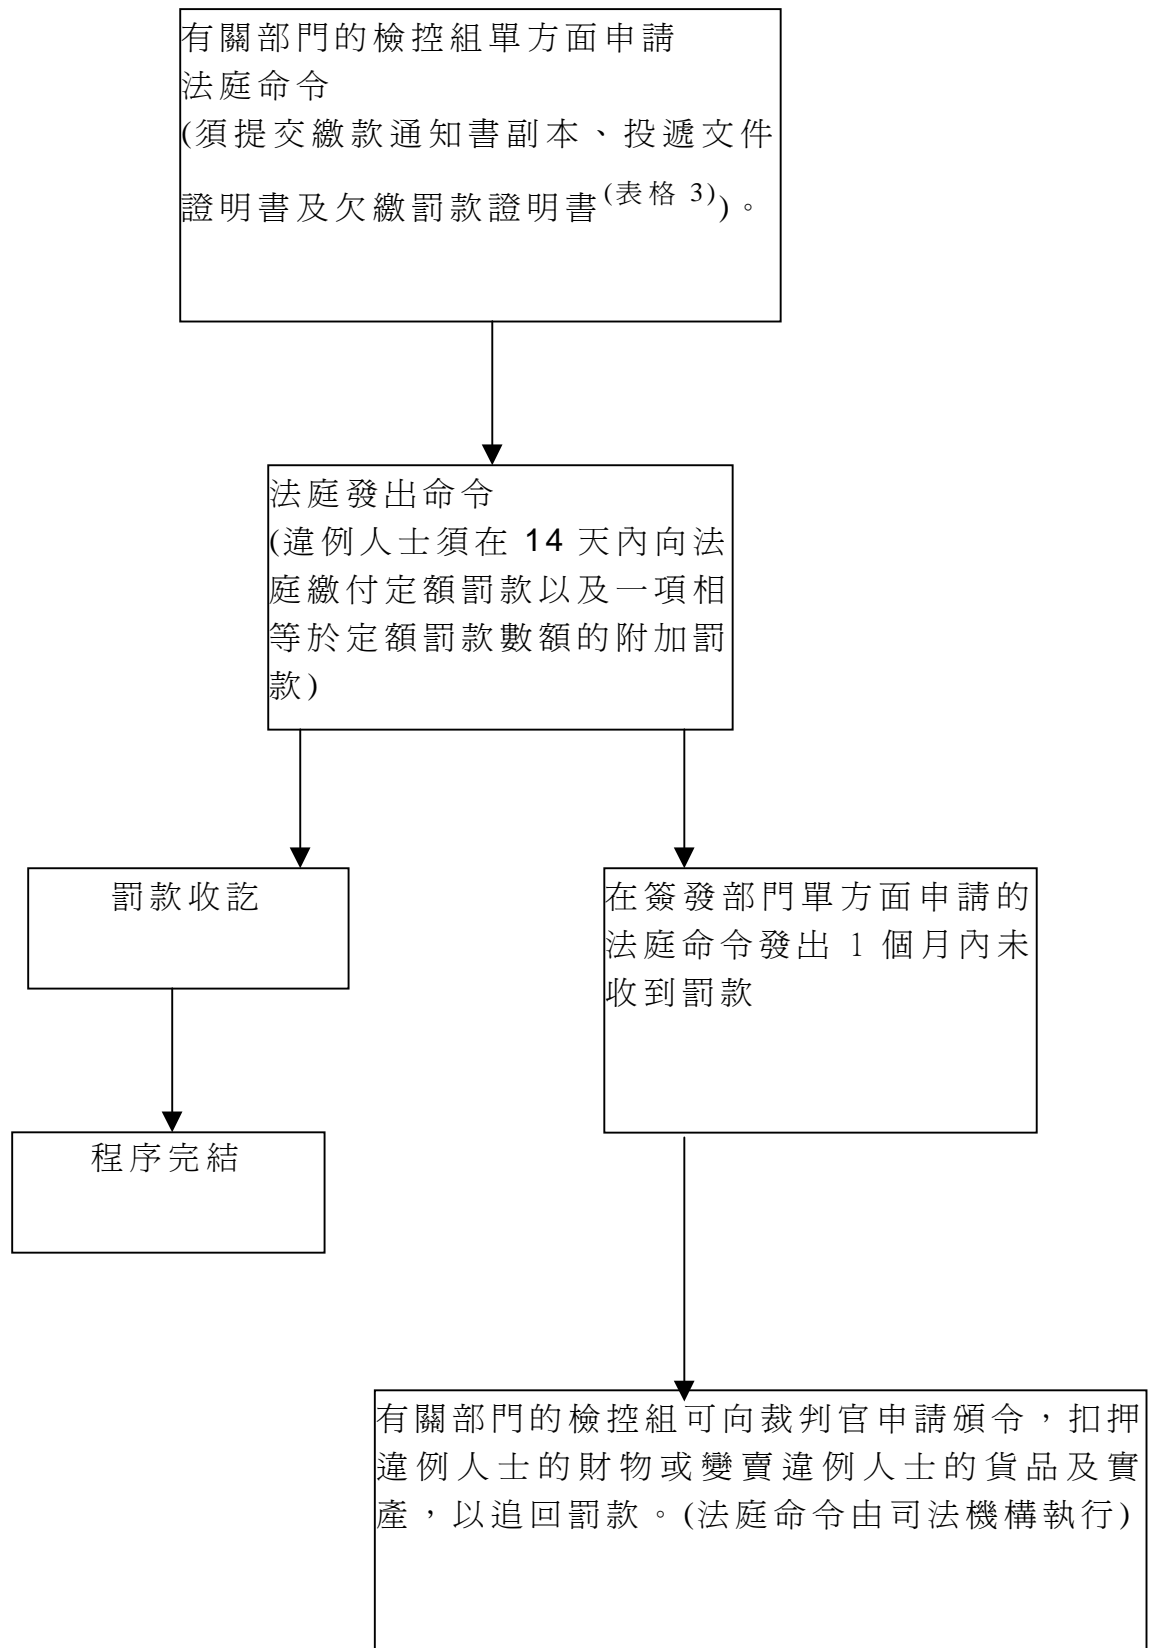 有關部門的檢控組單方面申請
法庭命令
(須提交繳款通知書副本、投遞文件
證明書及欠繳罰款證明書(表格 3))。
法庭發出命令
(違例人士須在 14 天內向法
庭繳付定額罰款以及一項相
等於定額罰款數額的附加罰
款)
罰款收訖
在簽發部門單方面申請的
法庭命令發出 1 個月內未
收到罰款
程序完結
有關部門的檢控組可向裁判官申請頒令，扣押
違例人士的財物或變賣違例人士的貨品及實
產，以追回罰款。(法庭命令由司法機構執行)